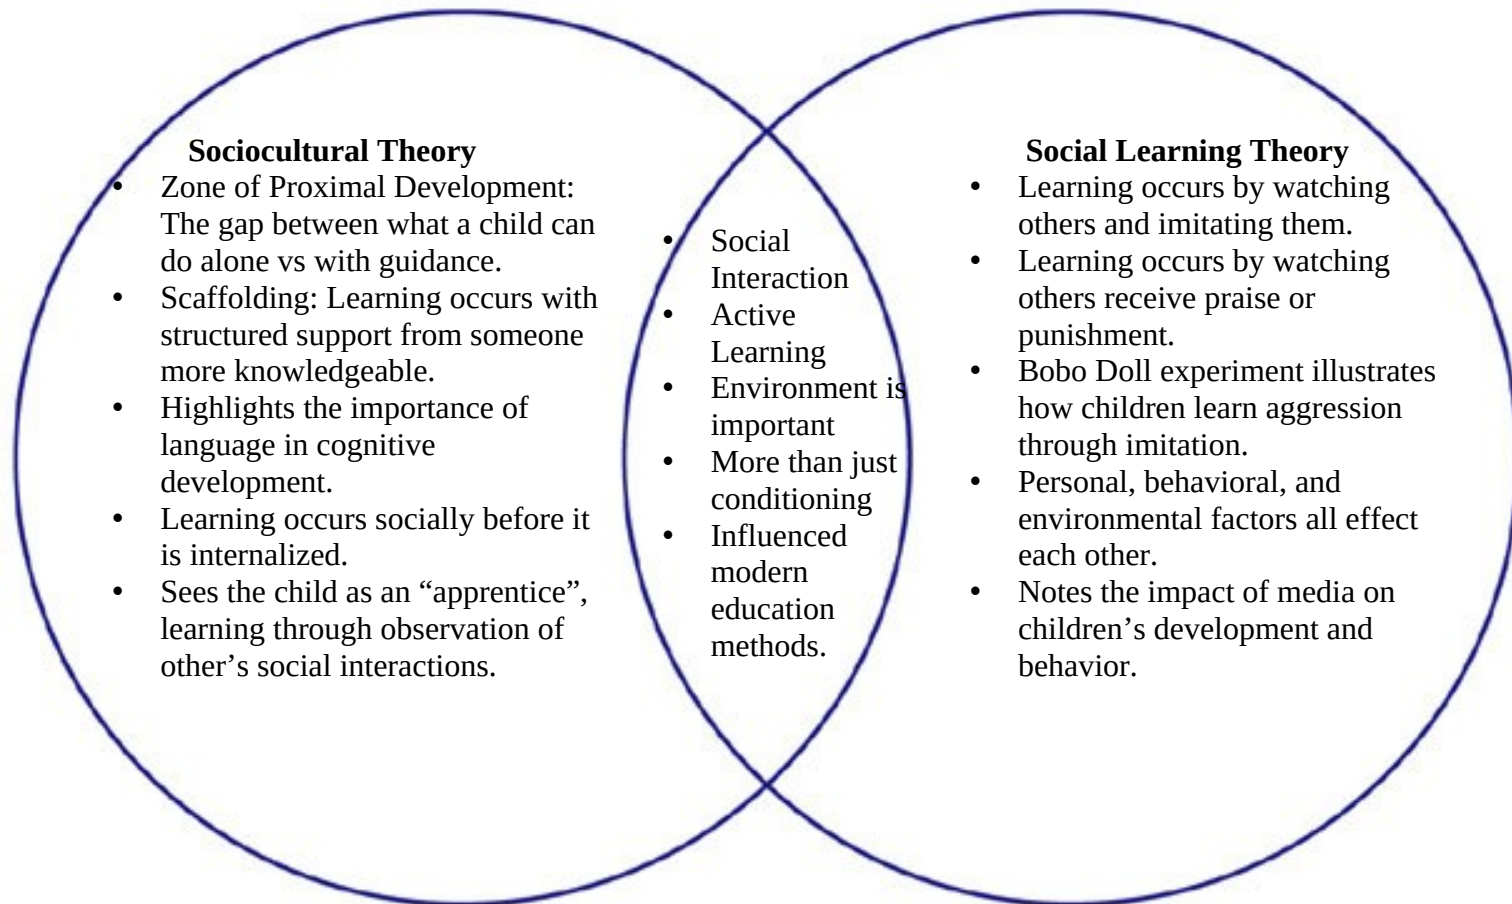 Sociocultural Theory
• Zone of Proximal Development:
The gap between what a child can
do alone vs with guidance.
• Scaffolding: Learning occurs with
structured support from someone
more knowledgeable.
• Highlights the importance of
language in cognitive
development.
• Learning occurs socially before it
is internalized.
• Sees the child as an “apprentice”,
learning through observation of
other’s social interactions.
• Social
Interaction
• Active
Learning
• Environment is
important
• More than just
conditioning
• Influenced
modern
education
methods.
Social Learning Theory
• Learning occurs by watching
others and imitating them.
• Learning occurs by watching
others receive praise or
punishment.
• Bobo Doll experiment illustrates
how children learn aggression
through imitation.
• Personal, behavioral, and
environmental factors all effect
each other.
• Notes the impact of media on
children’s development and
behavior.